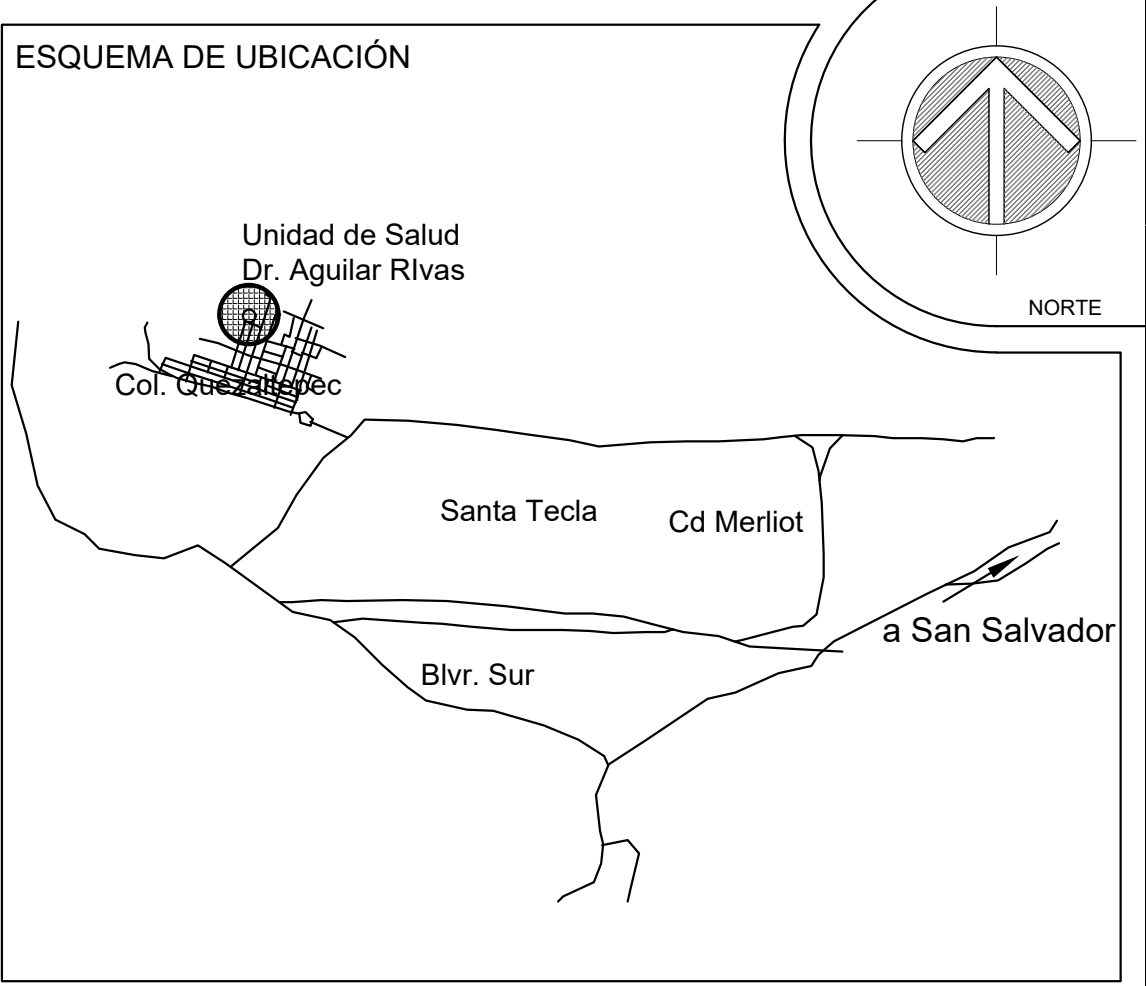 ESQUEMA DE UBICACIÓN
NORTE
Unidad de Salud
Dr. Aguilar RIvas
Col. Quezaltepec
Santa Tecla
Cd Merliot
a San Salvador
Blvr. Sur